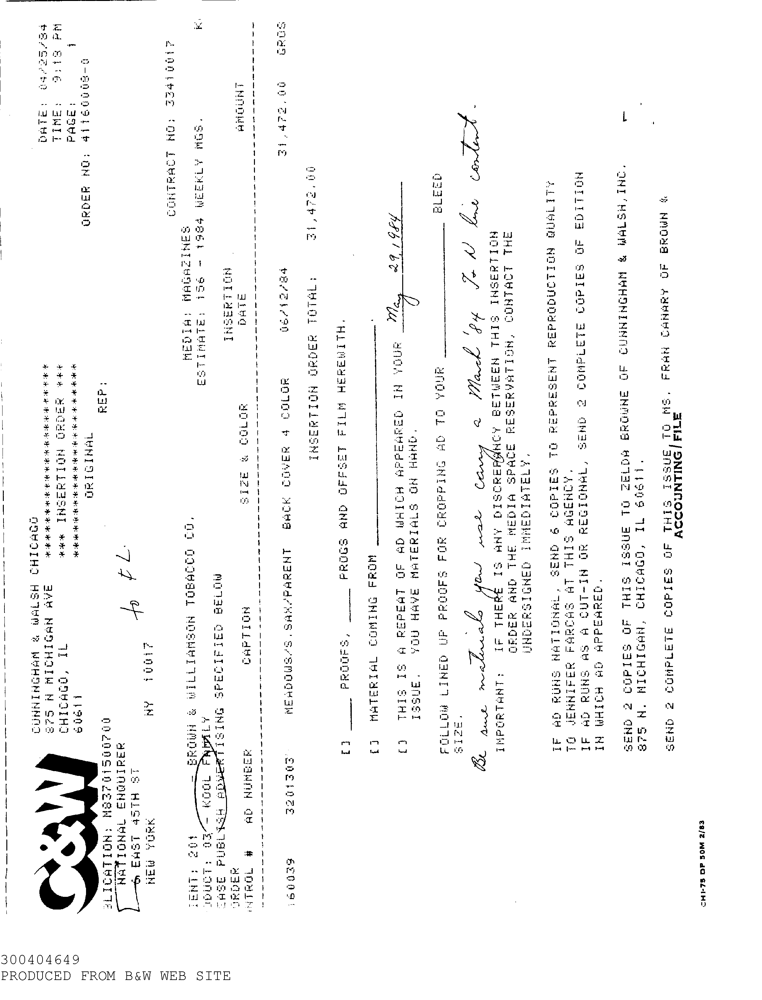 C&W
CUNNINGHAM & WALSH CHICAGO
875 N MICHIGAN AVE
CHICAGO, IL
60611
*** INSERTION ORDER ***
ORIGINAL
DATE: 04/25/84
TIME: 9:18 PM
PAGE: 1
ORDER NO: 41160008-0
BLICATION: M83701500700
NATIONAL ENQUIRER
6 EAST 45TH ST
NEW YORK NY 10017
to FL.
REP:
CONTRACT NO: 33410017
IENT: 201 - BROWN & WILLIAMSON TOBACCO CO.
ODUCT: 03 - KOOL FAMILY
EASE PUBLISH ADVERTISING SPECIFIED BELOW
MEDIA: MAGAZINES
ESTIMATE: 156 - 1984 WEEKLY MGS. K.
ORDER
NTROL # AD NUMBER CAPTION SIZE & COLOR INSERTION DATE AMOUNT
160039 3201303 MEADOWS/S.SAX/PARENT BACK COVER 4 COLOR 06/12/84 31,472.00 GROS
INSERTION ORDER TOTAL: 31,472.00
[] ____ PROOFS, ____ PROGS AND OFFSET FILM HEREWITH.
[] MATERIAL COMING FROM ____.
[] THIS IS A REPEAT OF AD WHICH APPEARED IN YOUR May 29, 1984
ISSUE. YOU HAVE MATERIALS ON HAND.
FOLLOW LINED UP PROOFS FOR CROPPING AD TO YOUR ____ BLEED
SIZE.
Be sure materials you use carry a March '84 T & N line content.
IMPORTANT: IF THERE IS ANY DISCREPANCY BETWEEN THIS INSERTION
ORDER AND THE MEDIA SPACE RESERVATION, CONTACT THE
UNDERSIGNED IMMEDIATELY.
IF AD RUNS NATIONAL, SEND 6 COPIES TO REPRESENT REPRODUCTION QUALITY
TO JENNIFER FARCAS AT THIS AGENCY.
IF AD RUNS AS A CUT-IN OR REGIONAL, SEND 2 COMPLETE COPIES OF EDITION
IN WHICH AD APPEARED.
SEND 2 COPIES OF THIS ISSUE TO ZELDA BROWNE OF CUNNINGHAM & WALSH,INC.
875 N. MICHIGAN, CHICAGO, IL 60611.
SEND 2 COMPLETE COPIES OF THIS ISSUE TO MS. FRAN CANARY OF BROWN &
ACCOUNTING/FILE
CHI-75 DP 50M 2/83
300404649
PRODUCED FROM B&W WEB SITE